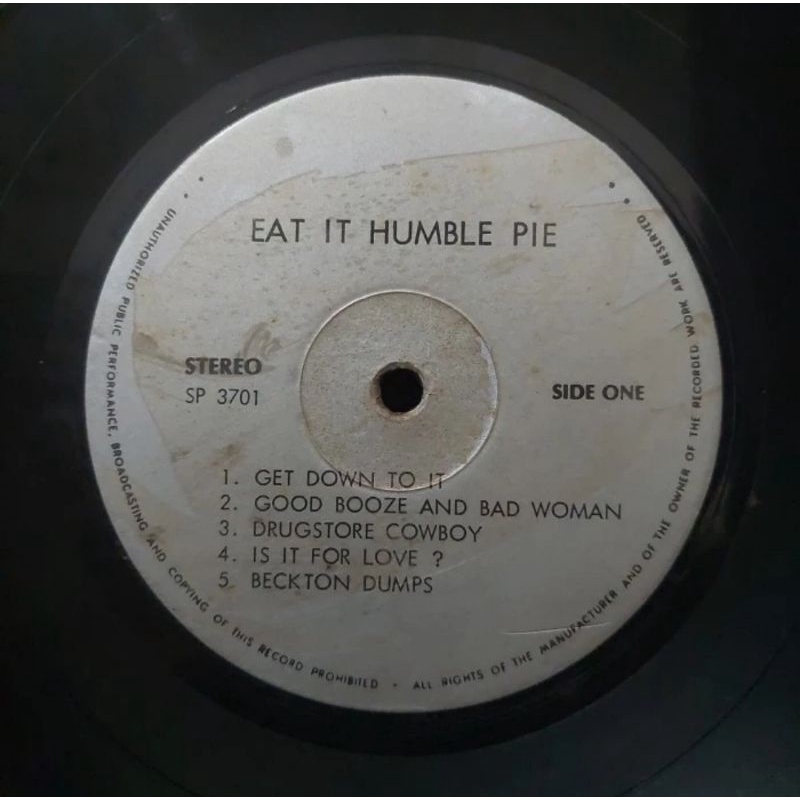 EAT IT HUMBLE PIE
STEREO
SP 3701
SIDE ONE
1. GET DOWN TO IT
2. GOOD BOOZE AND BAD WOMAN
3. DRUGSTORE COWBOY
4. IS IT FOR LOVE ?
5. BECKTON DUMPS
UNAUTHORIZED PUBLIC PERFORMANCE, BROADCASTING AND COPYING OF THIS RECORD PROHIBITED - ALL RIGHTS OF THE MANUFACTURER AND OF THE OWNER OF THE RECORDED WORK ARE RESERVED